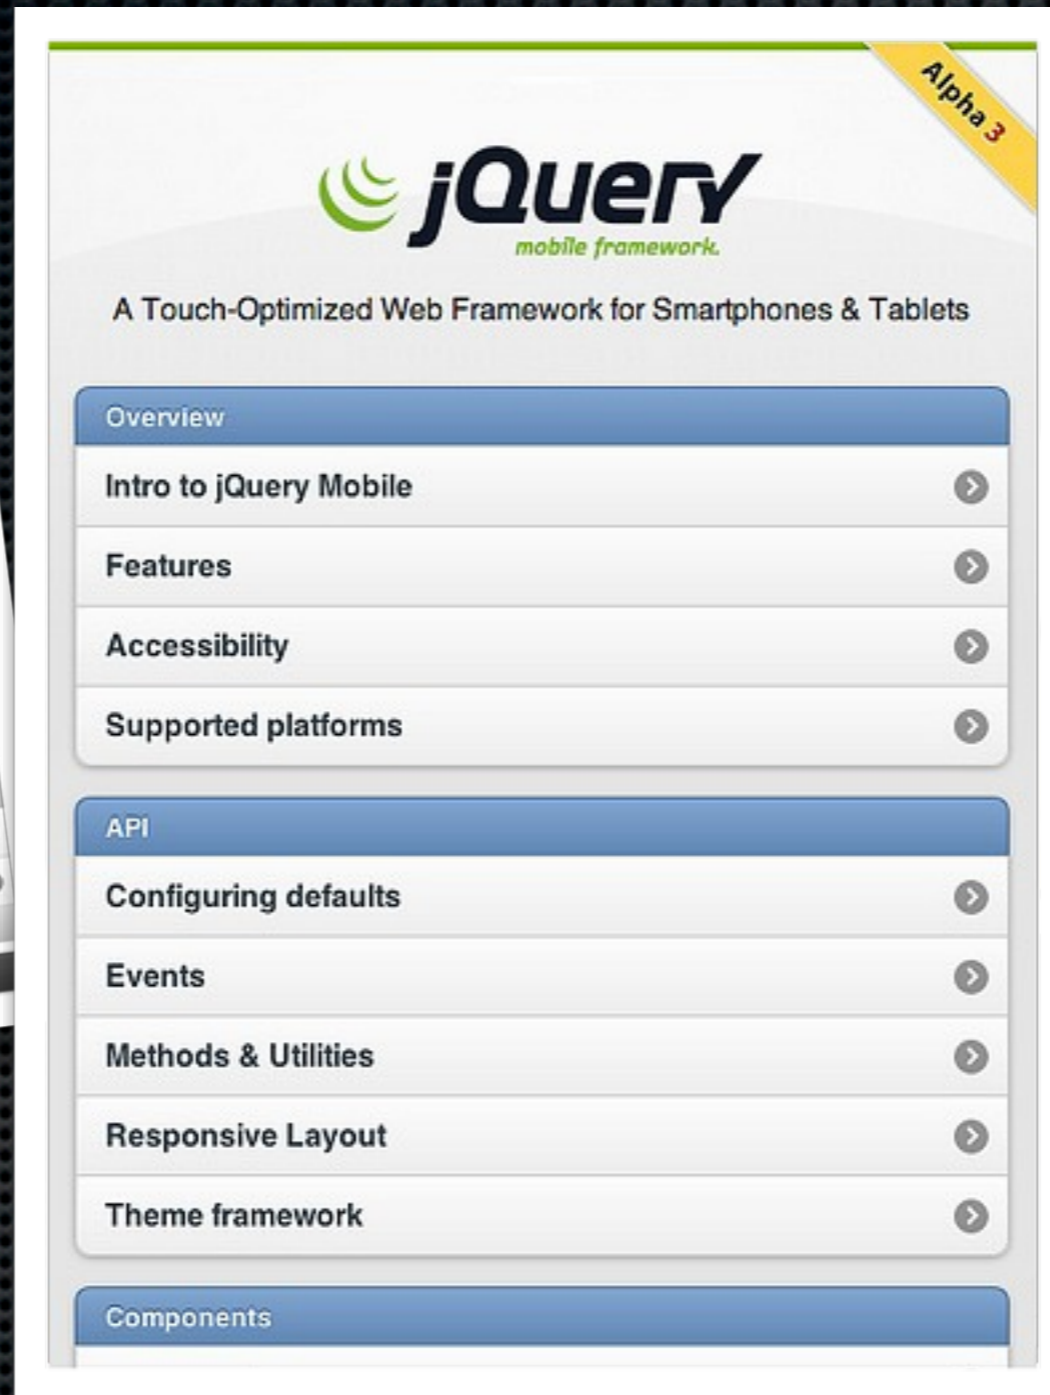 Alpha 3
jQuery
mobile framework.
A Touch-Optimized Web Framework for Smartphones & Tablets
Overview
Intro to jQuery Mobile
Features
Accessibility
Supported platforms
API
Configuring defaults
Events
Methods & Utilities
Responsive Layout
Theme framework
Components